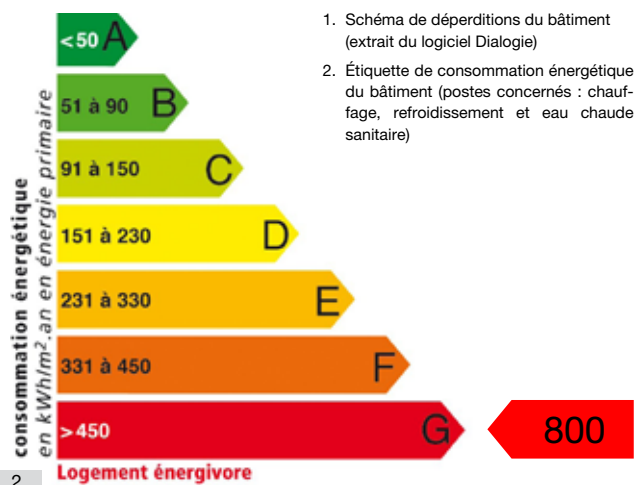 1. Schéma de déperditions du bâtiment
(extrait du logiciel Dialogie)
2. Étiquette de consommation énergétique
du bâtiment (postes concernés : chauf-
fage, refroidissement et eau chaude
sanitaire)
consommation énergétique
en kWh/m².an en énergie primaire
<50 A
51 à 90 B
91 à 150 C
151 à 230 D
231 à 330 E
331 à 450 F
>450 G 800
Logement énergivore
2